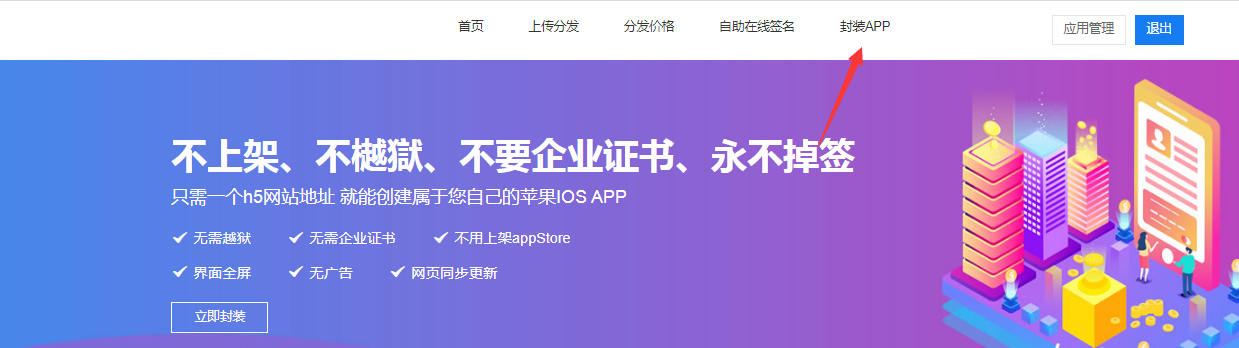 首页 上传分发 分发价格 自助在线签名 封装APP 应用管理 退出
不上架、不樾獄、不要企业证书、永不掉签
只需一个h5网站地址 就能创建属于您自己的苹果IOS APP
无需越狱 无需企业证书 不用上架appStore
界面全屏 无广告 网页同步更新
立即封装